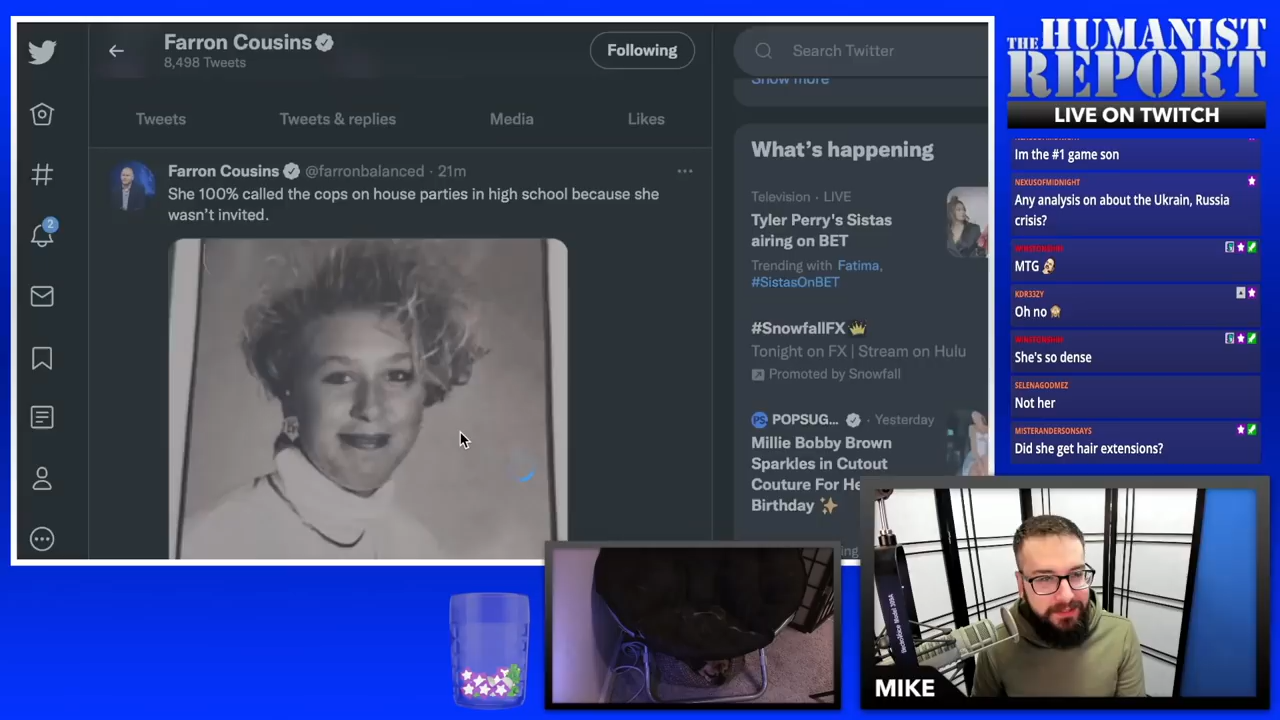 Farron Cousins
8,498 Tweets
Following
Search Twitter
Tweets
Tweets & replies
Media
Likes
Farron Cousins @farronbalanced · 21m
She 100% called the cops on house parties in high school because she
wasn't invited.
2
Show more
What's happening
Television · LIVE
Tyler Perry's Sistas
airing on BET
Trending with Fatima,
#SistasOnBET
#SnowfallFX
Tonight on FX | Stream on Hulu
Promoted by Snowfall
PS
POPSUG... · Yesterday
Millie Bobby Brown
Sparkles in Cutout
Couture For He
Birthday
THE HUMANIST
REPORT
LIVE ON TWITCH
NEXUSOFMIDNIGHT
Im the #1 game son
NEXUSOFMIDNIGHT
Any analysis on about the Ukrain, Russia
crisis?
MTG
KDR33ZY
Oh no
She's so dense
SELENAGODMEZ
Not her
MISTERANDERSONSAYS
Did she get hair extensions?
MIKE